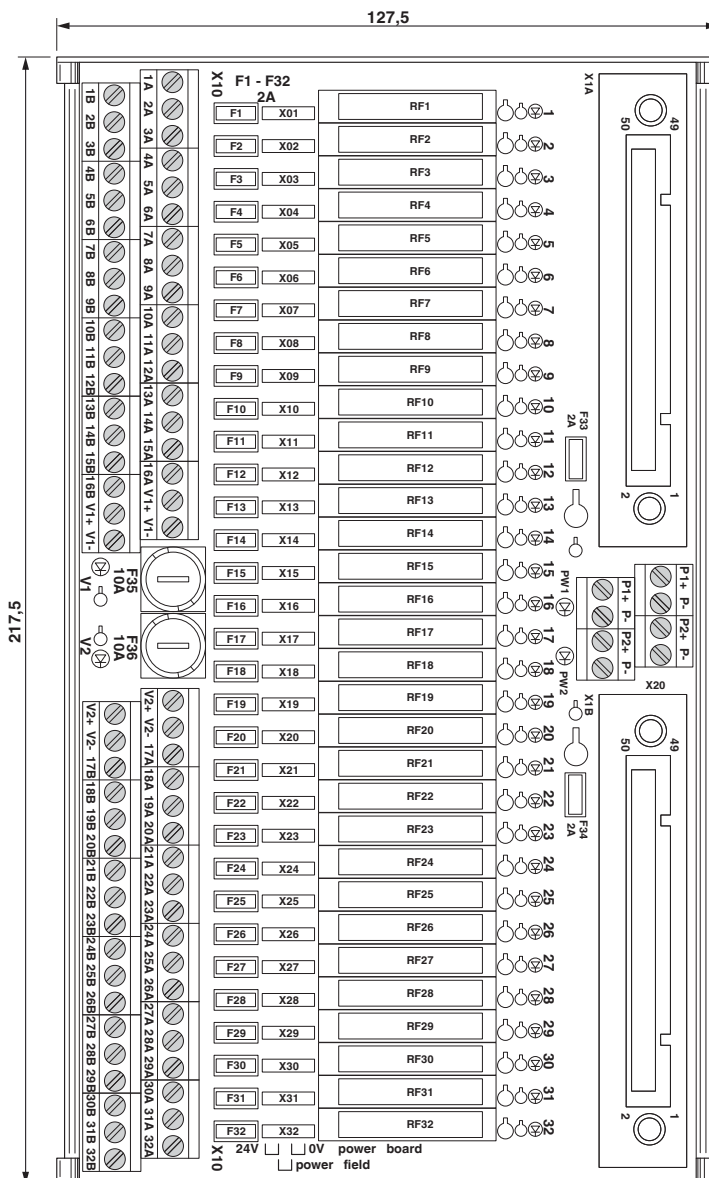 127,5
217,5
X10 F1 - F32
2A
X1A
1B
2B
3B
4B
5B
6B
7B
8B
9B
10B
11B
12B
13B
14B
15B
16B
V1+
V1-
1A
2A
3A
4A
5A
6A
7A
8A
9A
10A
11A
12A
13A
14A
15A
16A
V1+
V1-
F35
10A
V1
F36
10A
V2
V2+
V2-
17B
18B
19B
20B
21B
22B
23B
24B
25B
26B
27B
28B
29B
30B
31B
32B
V2+
V2-
17A
18A
19A
20A
21A
22A
23A
24A
25A
26A
27A
28A
29A
30A
31A
32A
F1 X01 RF1 1
F2 X02 RF2 2
F3 X03 RF3 3
F4 X04 RF4 4
F5 X05 RF5 5
F6 X06 RF6 6
F7 X07 RF7 7
F8 X08 RF8 8
F9 X09 RF9 9
F10 X10 RF10 10
F11 X11 RF11 11
F12 X12 RF12 12
F13 X13 RF13 13
F14 X14 RF14 14
F15 X15 RF15 15
F16 X16 RF16 16
F17 X17 RF17 17
F18 X18 RF18 18
F19 X19 RF19 19
F20 X20 RF20 20
F21 X21 RF21 21
F22 X22 RF22 22
F23 X23 RF23 23
F24 X24 RF24 24
F25 X25 RF25 25
F26 X26 RF26 26
F27 X27 RF27 27
F28 X28 RF28 28
F29 X29 RF29 29
F30 X30 RF30 30
F31 X31 RF31 31
F32 X32 RF32 32
X10 24V 0V power board
power field
50 49
2 1
F33
2A
PW1
PW2
P1+ P-
P2+ P-
P1+ P-
P2+ P-
X20
X1B
F34
2A
50 49
2 1